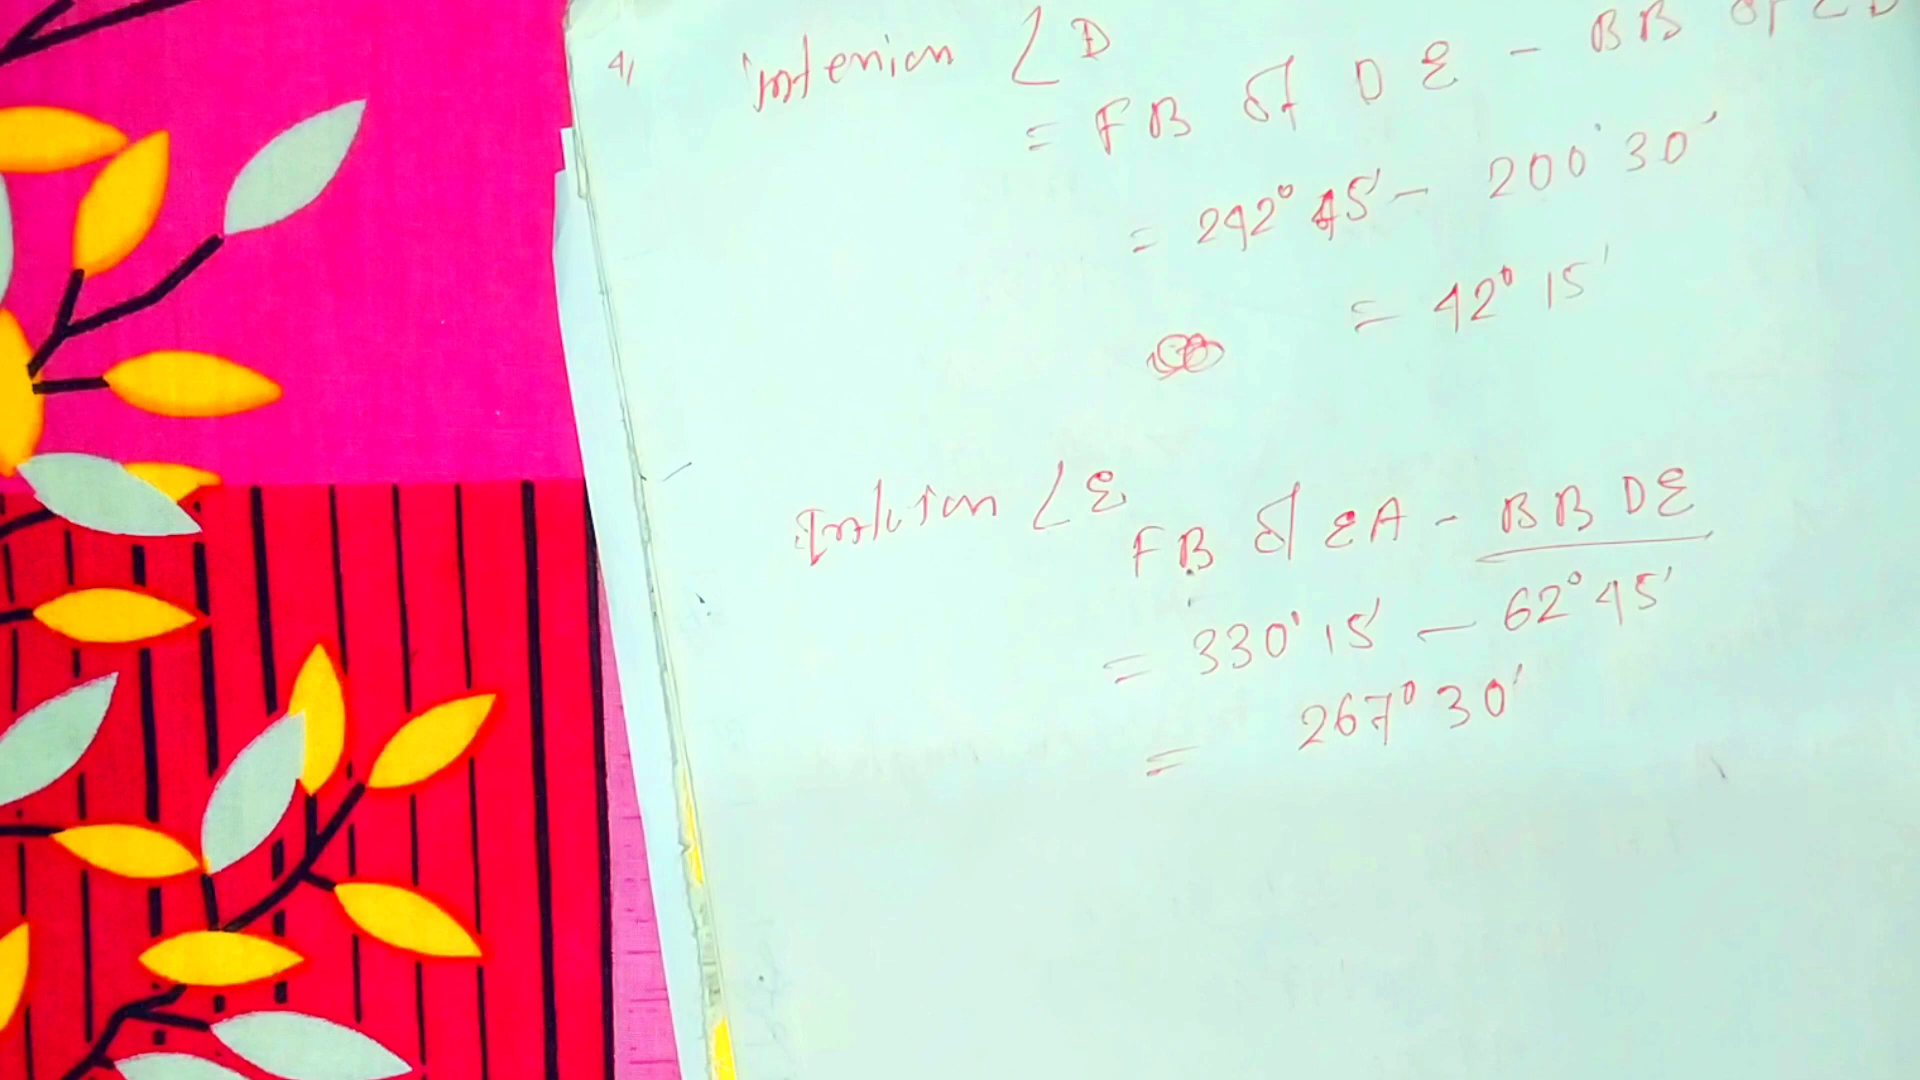 4)
interior ∠D
= FB of DE - BB of CD
= 242° 45' - 200° 30'
= 42° 15'
∠E
FB of EA - BB DE
= 330° 15' - 62° 45'
= 267° 30'